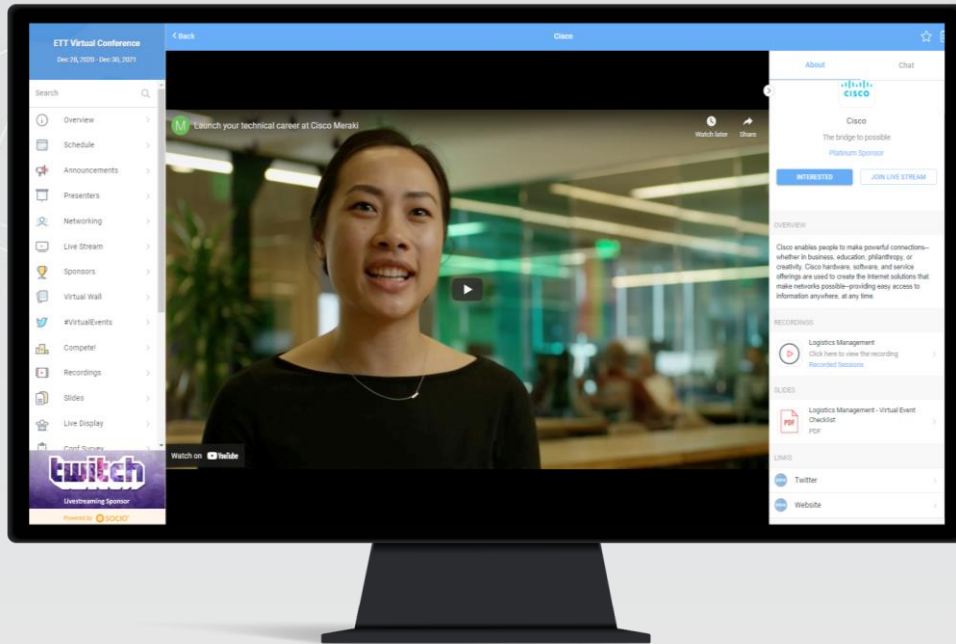 ETT Virtual Conference
Dec 28, 2020 - Dec 30, 2021
Search
Overview
Schedule
Announcements
Presenters
Networking
Live Stream
Sponsors
Virtual Wall
#VirtualEvents
Compete!
Recordings
Slides
Live Display
Conf Survey
twitch
Livestreaming Sponsor
Powered by SOCIO
Back
Cisco
M Launch your technical career at Cisco Meraki
Watch later
Share
Watch on YouTube
About
Chat
CISCO
Cisco
The bridge to possible
Platinum Sponsor
INTERESTED
JOIN LIVE STREAM
OVERVIEW
Cisco enables people to make powerful connections--
whether in business, education, philanthropy, or
creativity. Cisco hardware, software, and service
offerings are used to create the Internet solutions that
make networks possible--providing easy access to
information anywhere, at any time.
RECORDINGS
Logistics Management
Click here to view the recording
Recorded Sessions
SLIDES
PDF
Logistics Management - Virtual Event
Checklist
PDF
LINKS
Twitter
Website